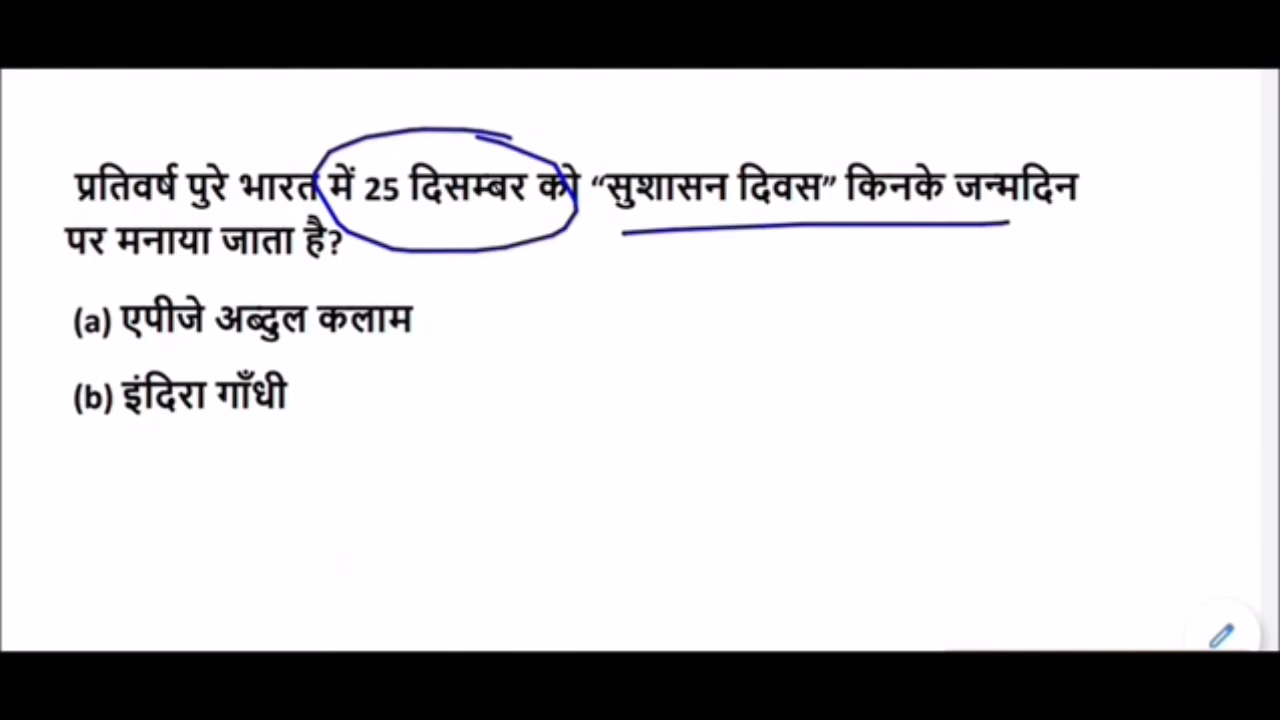 प्रतिवर्ष पुरे भारत में 25 दिसम्बर को “सुशासन दिवस” किनके जन्मदिन
पर मनाया जाता है?
(a) एपीजे अब्दुल कलाम
(b) इंदिरा गाँधी